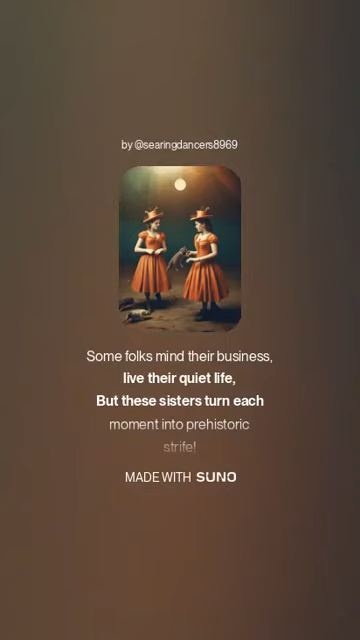 by @searingdancers8969
Some folks mind their business,
live their quiet life,
But these sisters turn each
moment into prehistoric
strife!
MADE WITH SUNO